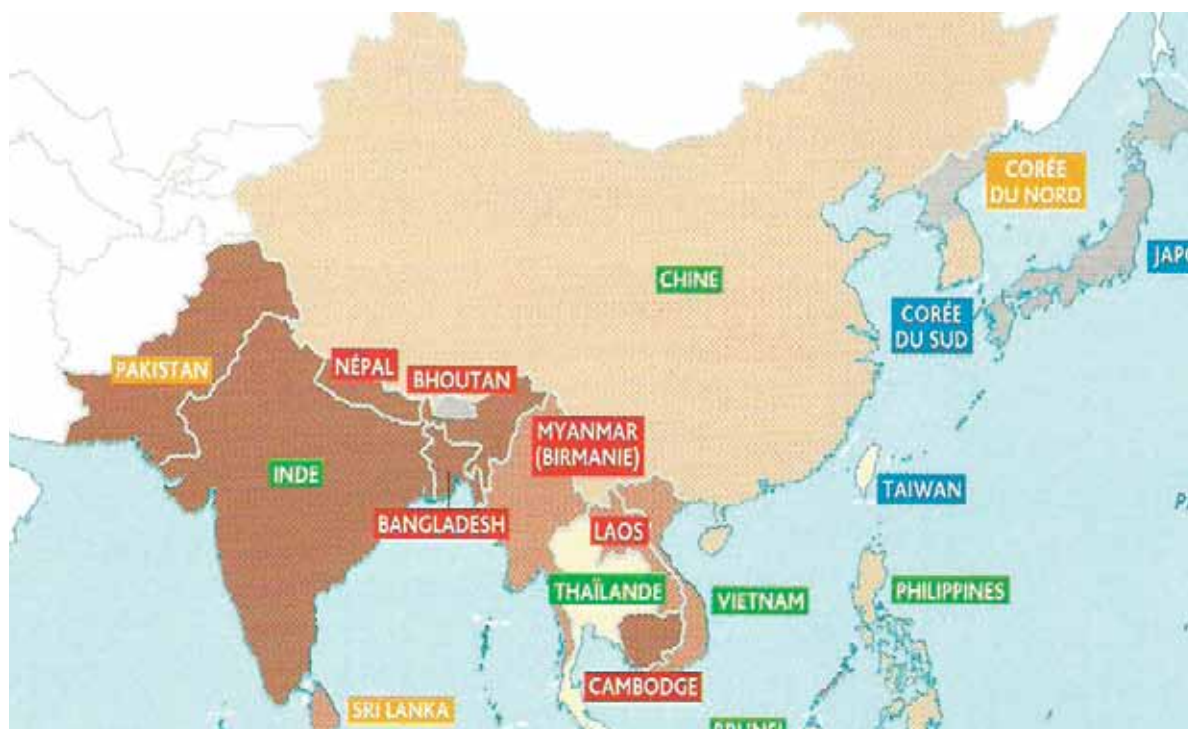 CORÉE
DU NORD
CHINE
JAPO
CORÉE
DU SUD
PAKISTAN
NÉPAL
BHOUTAN
MYANMAR
(BIRMANIE)
INDE
TAIWAN
BANGLADESH
LAOS
THAÏLANDE
VIETNAM
PHILIPPINES
CAMBODGE
SRI LANKA
BRUNEI